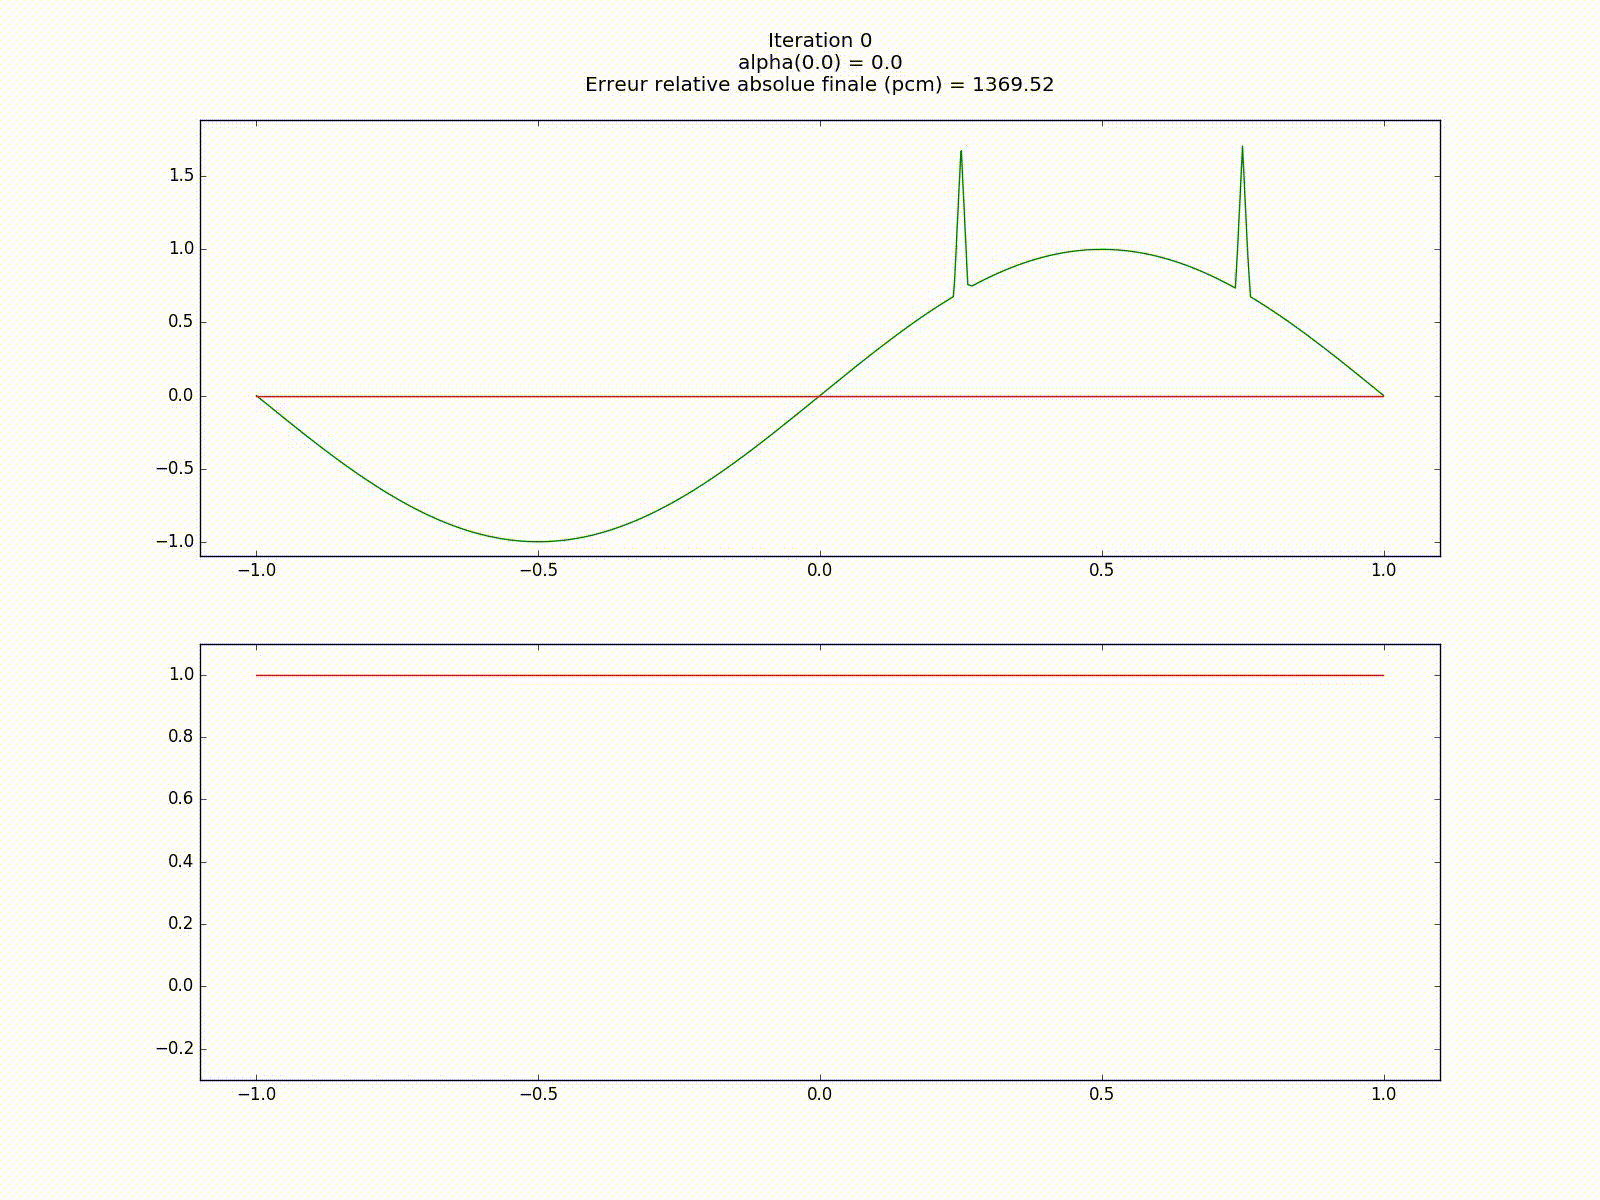 Iteration 0
alpha(0.0) = 0.0
Erreur relative absolue finale (pcm) = 1369.52
1.5
1.0
0.5
0.0
−0.5
−1.0
−1.0 −0.5 0.0 0.5 1.0
1.0
0.8
0.6
0.4
0.2
0.0
−0.2
−1.0 −0.5 0.0 0.5 1.0